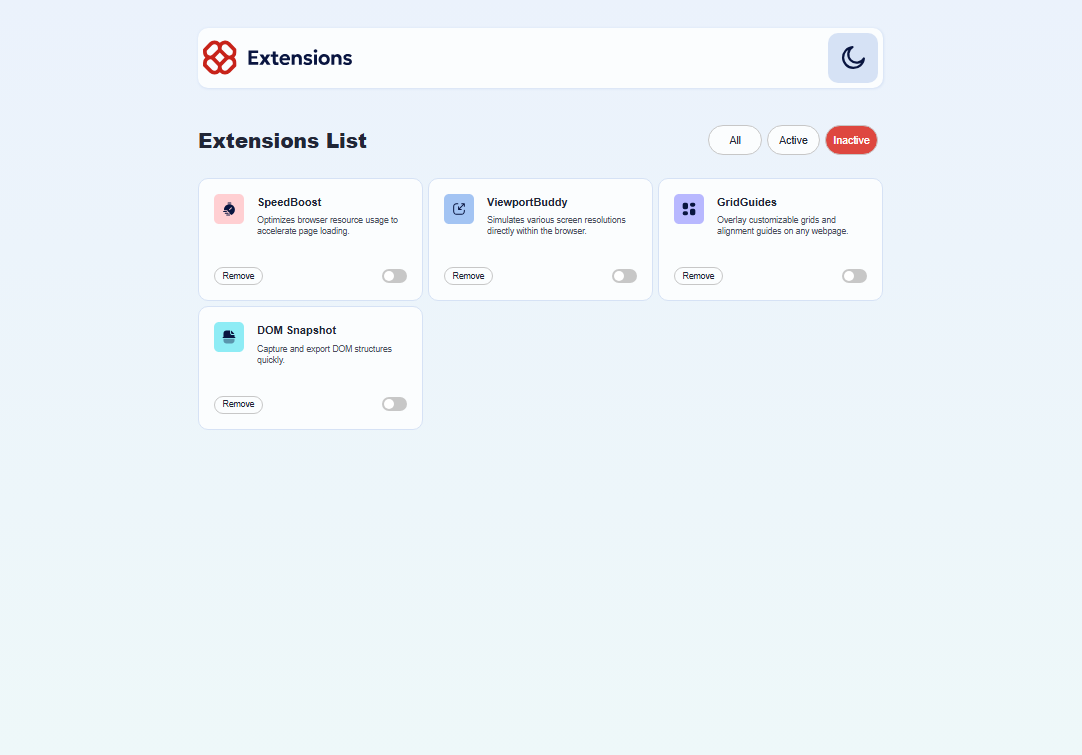 Extensions
Extensions List
All
Active
Inactive
SpeedBoost
Optimizes browser resource usage to
accelerate page loading.
Remove
ViewportBuddy
Simulates various screen resolutions
directly within the browser.
Remove
GridGuides
Overlay customizable grids and
alignment guides on any webpage.
Remove
DOM Snapshot
Capture and export DOM structures
quickly.
Remove